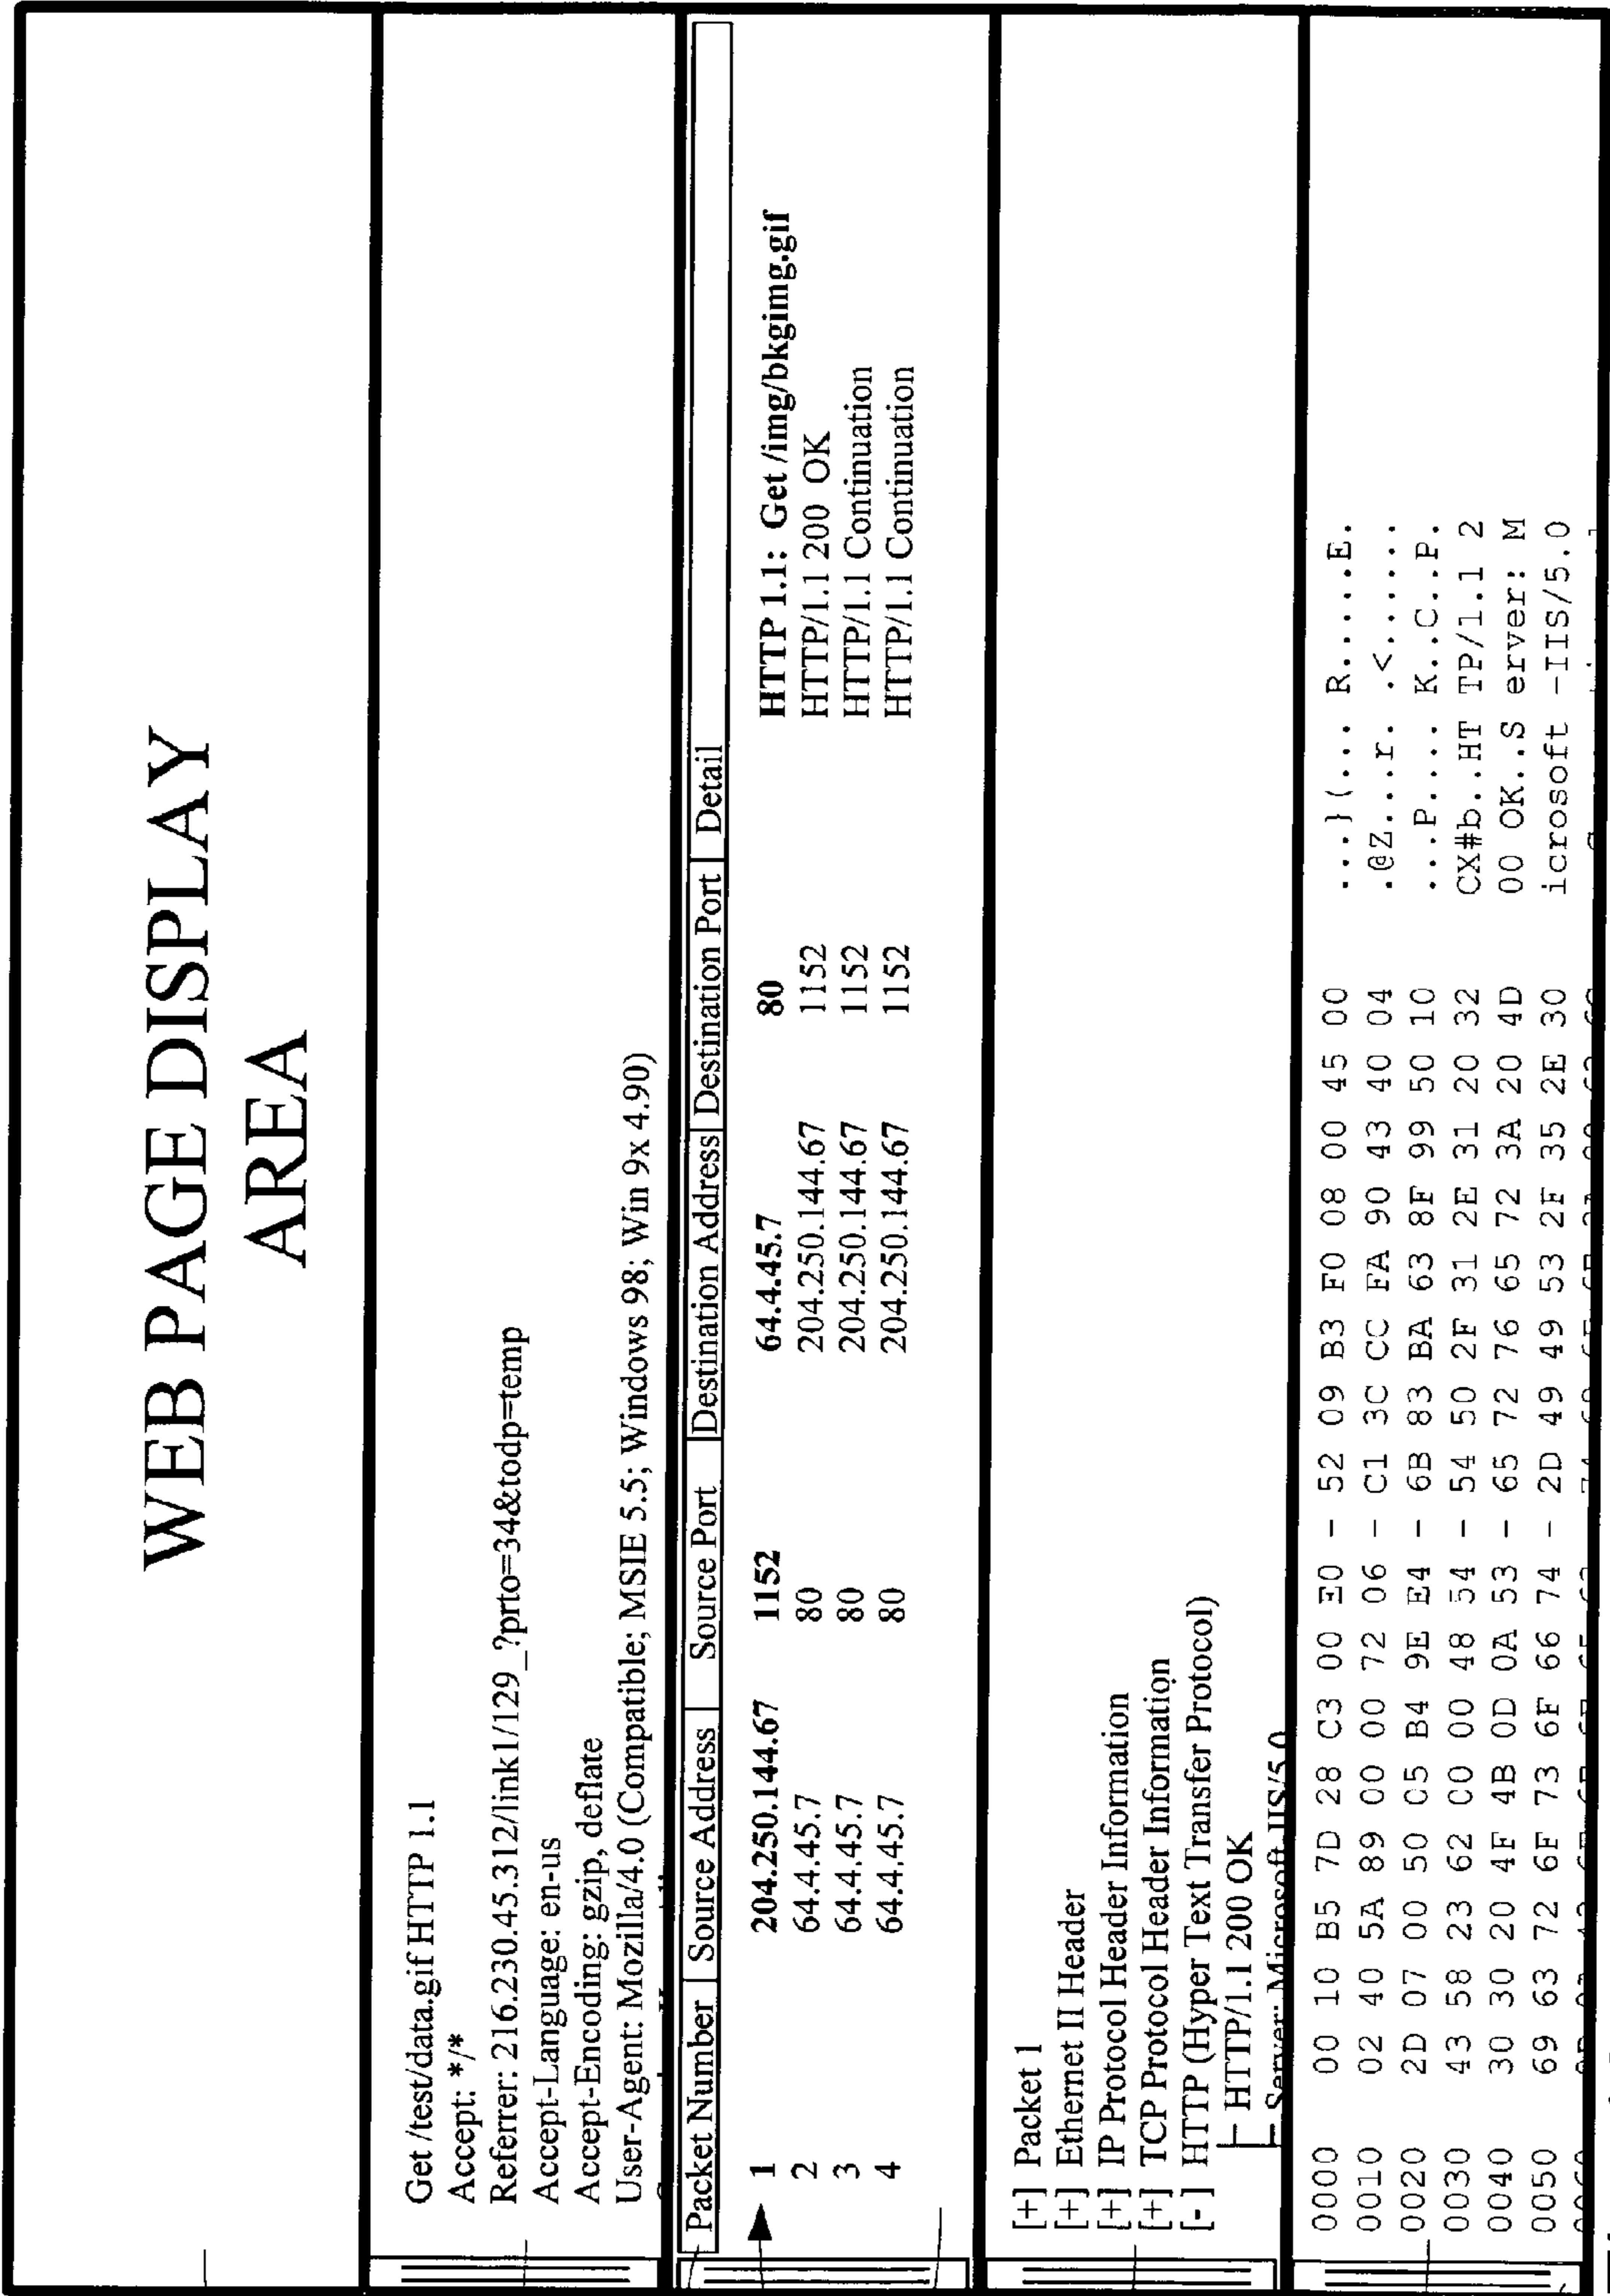 WEB PAGE DISPLAY
AREA
Get /test/data.gif HTTP 1.1
Accept: */*
Referrer: 216.230.45.312/link1/129_?prto=34&todp=temp
Accept-Language: en-us
Accept-Encoding: gzip, deflate
User-Agent: Mozilla/4.0 (Compatible; MSIE 5.5; Windows 98; Win 9x 4.90)
Packet Number Source Address Source Port Destination Address Destination Port Detail
1 204.250.144.67 1152 64.4.45.7 80 HTTP 1.1: Get /img/bkgimg.gif
2 64.4.45.7 80 204.250.144.67 1152 HTTP/1.1 200 OK
3 64.4.45.7 80 204.250.144.67 1152 HTTP/1.1 Continuation
4 64.4.45.7 80 204.250.144.67 1152 HTTP/1.1 Continuation
[+] Packet 1
[+] Ethernet II Header
[+] IP Protocol Header Information
[+] TCP Protocol Header Information
[-] HTTP (Hyper Text Transfer Protocol)
HTTP/1.1 200 OK
Server: Microsoft-IIS/5.0
0000 00 10 B5 7D 28 C3 00 E0 - 52 09 B3 F0 08 00 45 00 ...}(... R.....E.
0010 02 40 5A 89 00 00 72 06 - C1 3C CC FA 90 43 40 04 .@Z...r. .<......
0020 2D 07 00 50 C5 B4 9E E4 - 6B 83 BA 63 8F 99 50 10 ...P.... K..C..P.
0030 43 58 23 62 C0 00 48 54 - 54 50 2F 31 2E 31 20 32 CX#b..HT TP/1.1 2
0040 30 30 20 4F 4B 0D 0A 53 - 65 72 76 65 72 3A 20 4D 00 OK..S erver: M
0050 69 63 72 6F 73 6F 66 74 - 2D 49 49 53 2F 35 2E 30 icrosoft -IIS/5.0